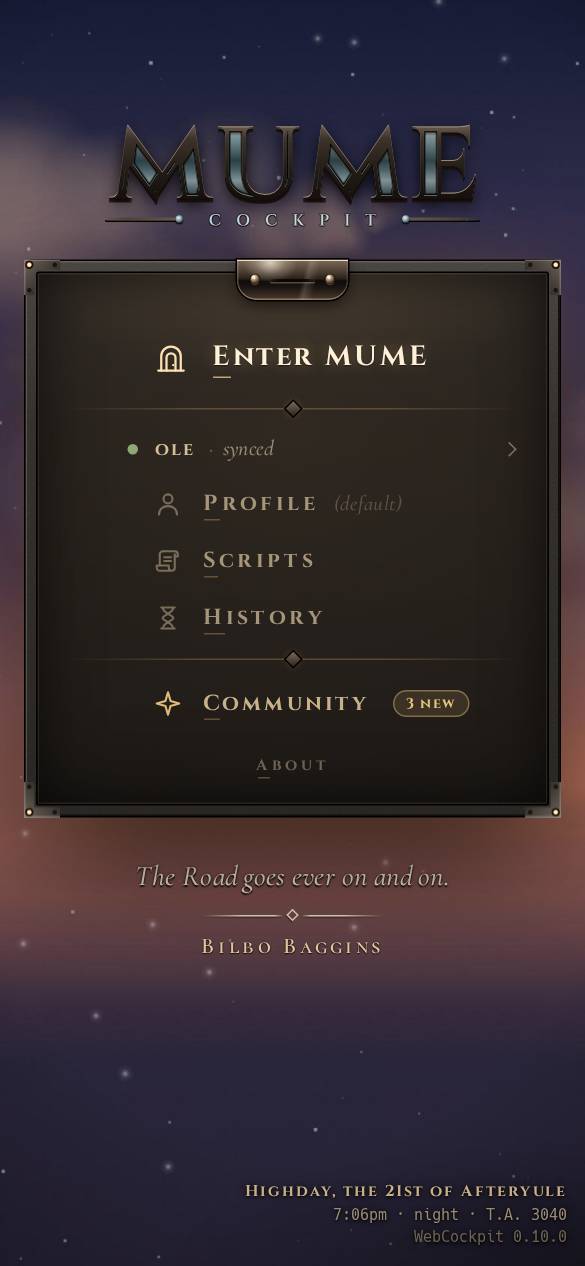 MUME
COCKPIT
Enter MUME
OLE · synced
Profile (default)
Scripts
History
Community 3 NEW
About
The Road goes ever on and on.
Bilbo Baggins
Highday, the 21st of Afteryule
7:06pm · night · T.A. 3040
WebCockpit 0.10.0